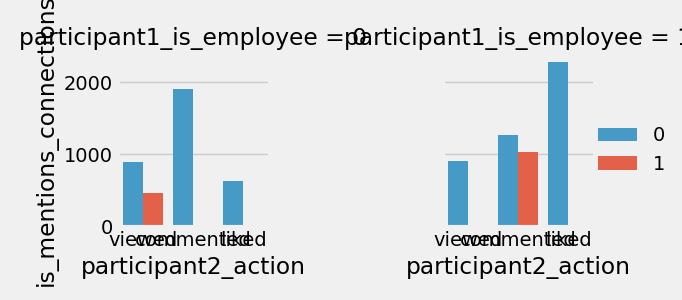 participant1_is_employee = 0
participant1_is_employee = 1
is_mentions_connections
2000
1000
0
viewed
commented
liked
viewed
commented
liked
participant2_action
participant2_action
0
1